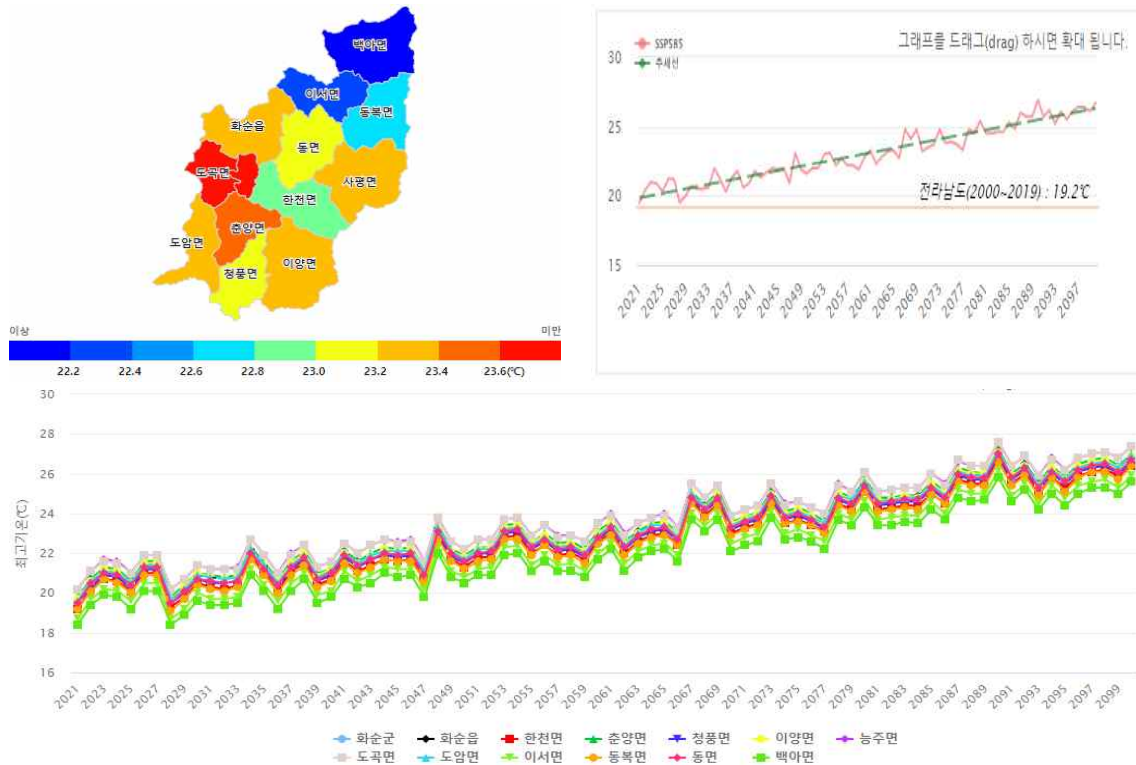 백아면
이서면
동복면
화순읍
동면
도곡면
사평면
한천면
춘양면
도암면
청풍면
이양면
이상
미만
22.2 22.4 22.6 22.8 23.0 23.2 23.4 23.6(℃)
SSP585
추세선
그래프를 드래그(drag) 하시면 확대 됩니다.
30
25
20
15
전라남도(2000~2019) : 19.2℃
2021 2025 2029 2033 2037 2041 2045 2049 2053 2057 2061 2065 2069 2073 2077 2081 2085 2089 2093 2097
최고기온(℃)
30
28
26
24
22
20
18
16
2021 2023 2025 2027 2029 2031 2033 2035 2037 2039 2041 2043 2045 2047 2049 2051 2053 2055 2057 2059 2061 2063 2065 2067 2069 2071 2073 2075 2077 2079 2081 2083 2085 2087 2089 2091 2093 2095 2097 2099
화순군 화순읍 한천면 춘양면 청풍면 이양면 능주면
도곡면 도암면 이서면 동복면 동면 백아면